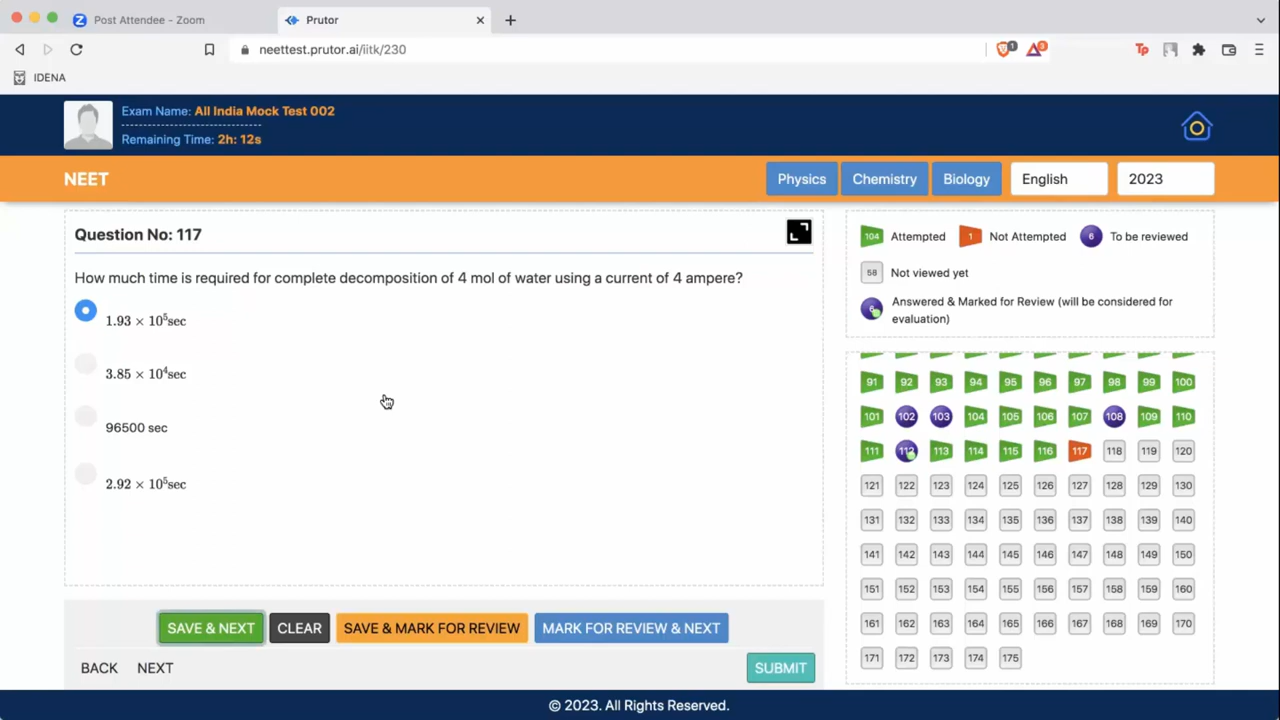 Post Attendee - Zoom
Prutor
neettest.prutor.ai/iitk/230
1
3
Tp
IDENA
Exam Name: All India Mock Test 002
Remaining Time: 2h: 12s
NEET
Physics
Chemistry
Biology
English
2023
Question No: 117
How much time is required for complete decomposition of 4 mol of water using a current of 4 ampere?
1.93 × 10⁵sec
3.85 × 10⁴sec
96500 sec
2.92 × 10⁵sec
SAVE & NEXT
CLEAR
SAVE & MARK FOR REVIEW
MARK FOR REVIEW & NEXT
BACK
NEXT
SUBMIT
104 Attempted
1 Not Attempted
6 To be reviewed
58 Not viewed yet
6 Answered & Marked for Review (will be considered for
evaluation)
91 92 93 94 95 96 97 98 99 100
101 102 103 104 105 106 107 108 109 110
111 112 113 114 115 116 117 118 119 120
121 122 123 124 125 126 127 128 129 130
131 132 133 134 135 136 137 138 139 140
141 142 143 144 145 146 147 148 149 150
151 152 153 154 155 156 157 158 159 160
161 162 163 164 165 166 167 168 169 170
171 172 173 174 175
© 2023. All Rights Reserved.